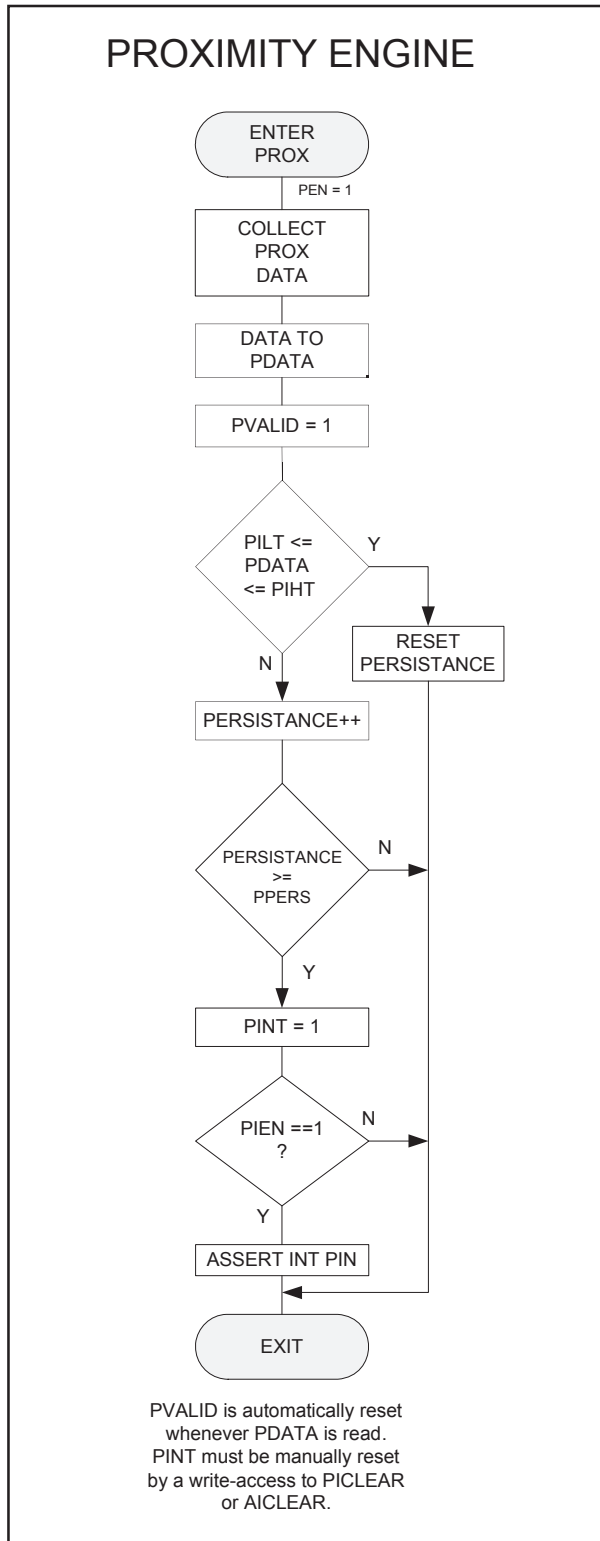 PROXIMITY ENGINE
ENTER
PROX
PEN = 1
COLLECT
PROX
DATA
DATA TO
PDATA
PVALID = 1
PILT <=
PDATA
<= PIHT
Y
RESET
PERSISTANCE
N
PERSISTANCE++
PERSISTANCE
>=
PPERS
N
Y
PINT = 1
PIEN ==1
?
N
Y
ASSERT INT PIN
EXIT
PVALID is automatically reset
whenever PDATA is read.
PINT must be manually reset
by a write-access to PICLEAR
or AICLEAR.